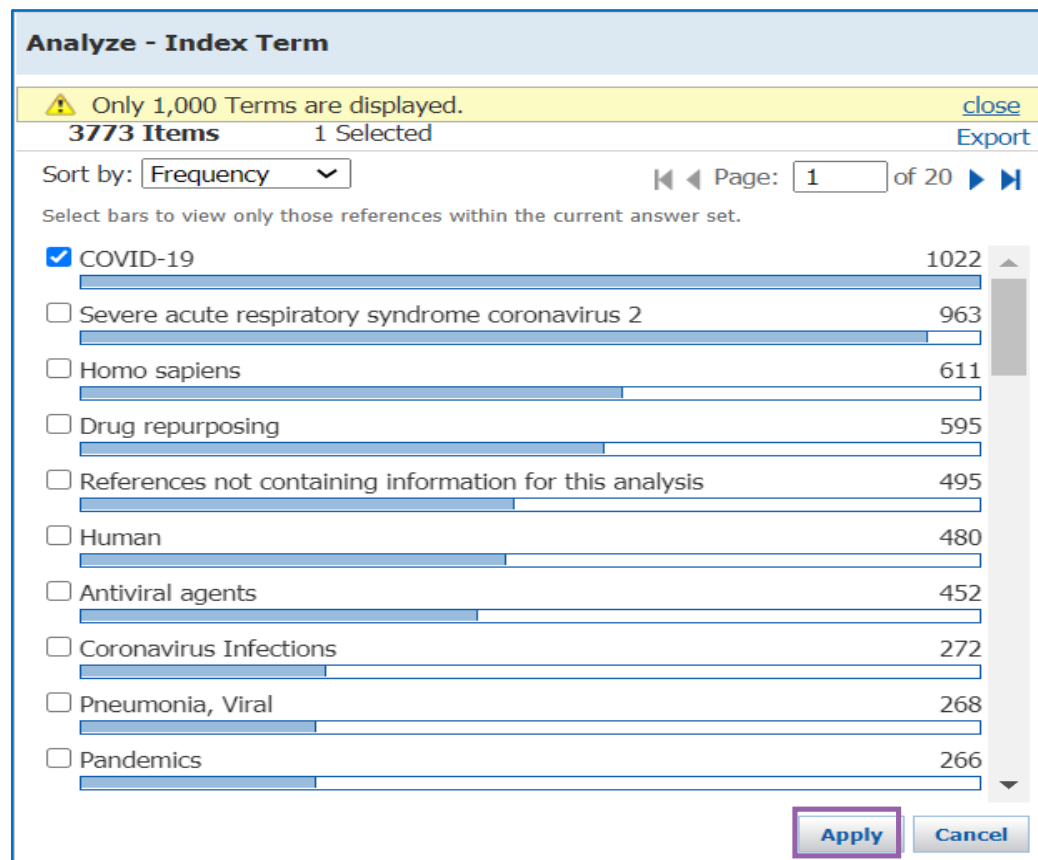 Analyze - Index Term
Only 1,000 Terms are displayed. close
3773 Items 1 Selected Export
Sort by: Frequency Page: 1 of 20
Select bars to view only those references within the current answer set.
COVID-19 1022
Severe acute respiratory syndrome coronavirus 2 963
Homo sapiens 611
Drug repurposing 595
References not containing information for this analysis 495
Human 480
Antiviral agents 452
Coronavirus Infections 272
Pneumonia, Viral 268
Pandemics 266
Apply Cancel